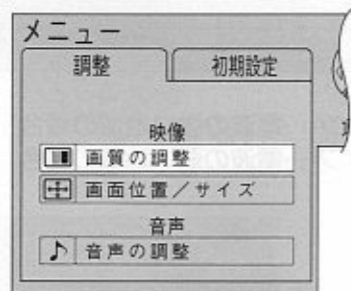 メニュー
調整
初期設定
映像
画質の調整
画面位置／サイズ
音声
♪ 音声の調整